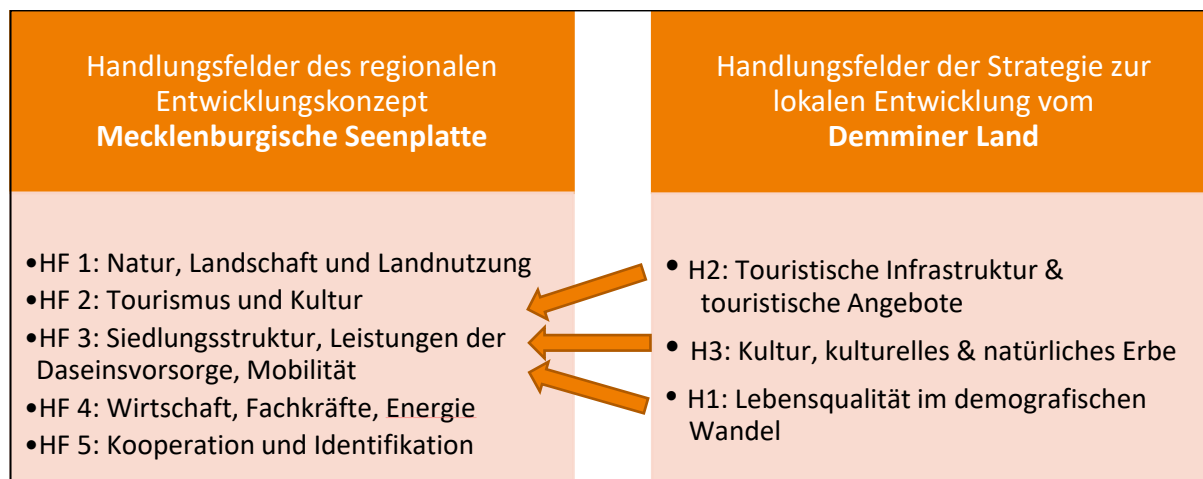 Handlungsfelder des regionalen
Entwicklungskonzept
Mecklenburgische Seenplatte
•HF 1: Natur, Landschaft und Landnutzung
•HF 2: Tourismus und Kultur
•HF 3: Siedlungsstruktur, Leistungen der
Daseinsvorsorge, Mobilität
•HF 4: Wirtschaft, Fachkräfte, Energie
•HF 5: Kooperation und Identifikation
Handlungsfelder der Strategie zur
lokalen Entwicklung vom
Demminer Land
• H2: Touristische Infrastruktur &
touristische Angebote
• H3: Kultur, kulturelles & natürliches Erbe
• H1: Lebensqualität im demografischen
Wandel